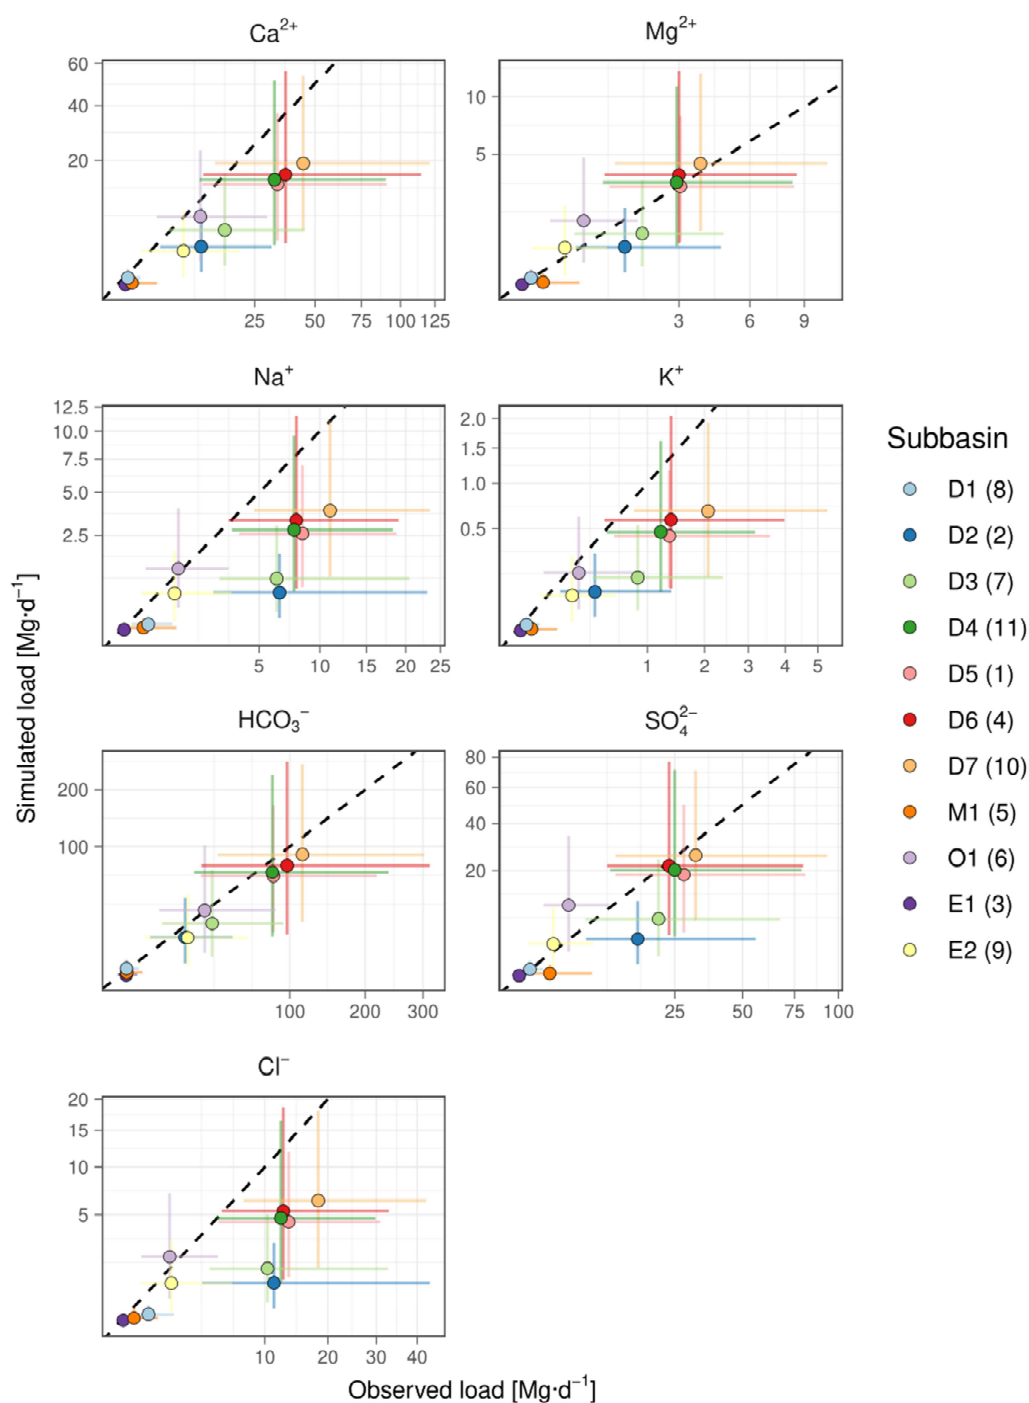 Ca2+
Mg2+
60
40
20
10
5
25 50 75 100 125
3 6 9
Na+
K+
12.5
10.0
7.5
5.0
2.5
2.0
1.5
1.0
0.5
5 10 15 20 25
1 2 3 4 5
HCO3−
SO42−
200
100
80
60
40
20
100 200 300
25 50 75 100
Cl−
20
15
10
5
10 20 30 40
Simulated load [Mg·d−1]
Observed load [Mg·d−1]
Subbasin
D1 (8)
D2 (2)
D3 (7)
D4 (11)
D5 (1)
D6 (4)
D7 (10)
M1 (5)
O1 (6)
E1 (3)
E2 (9)